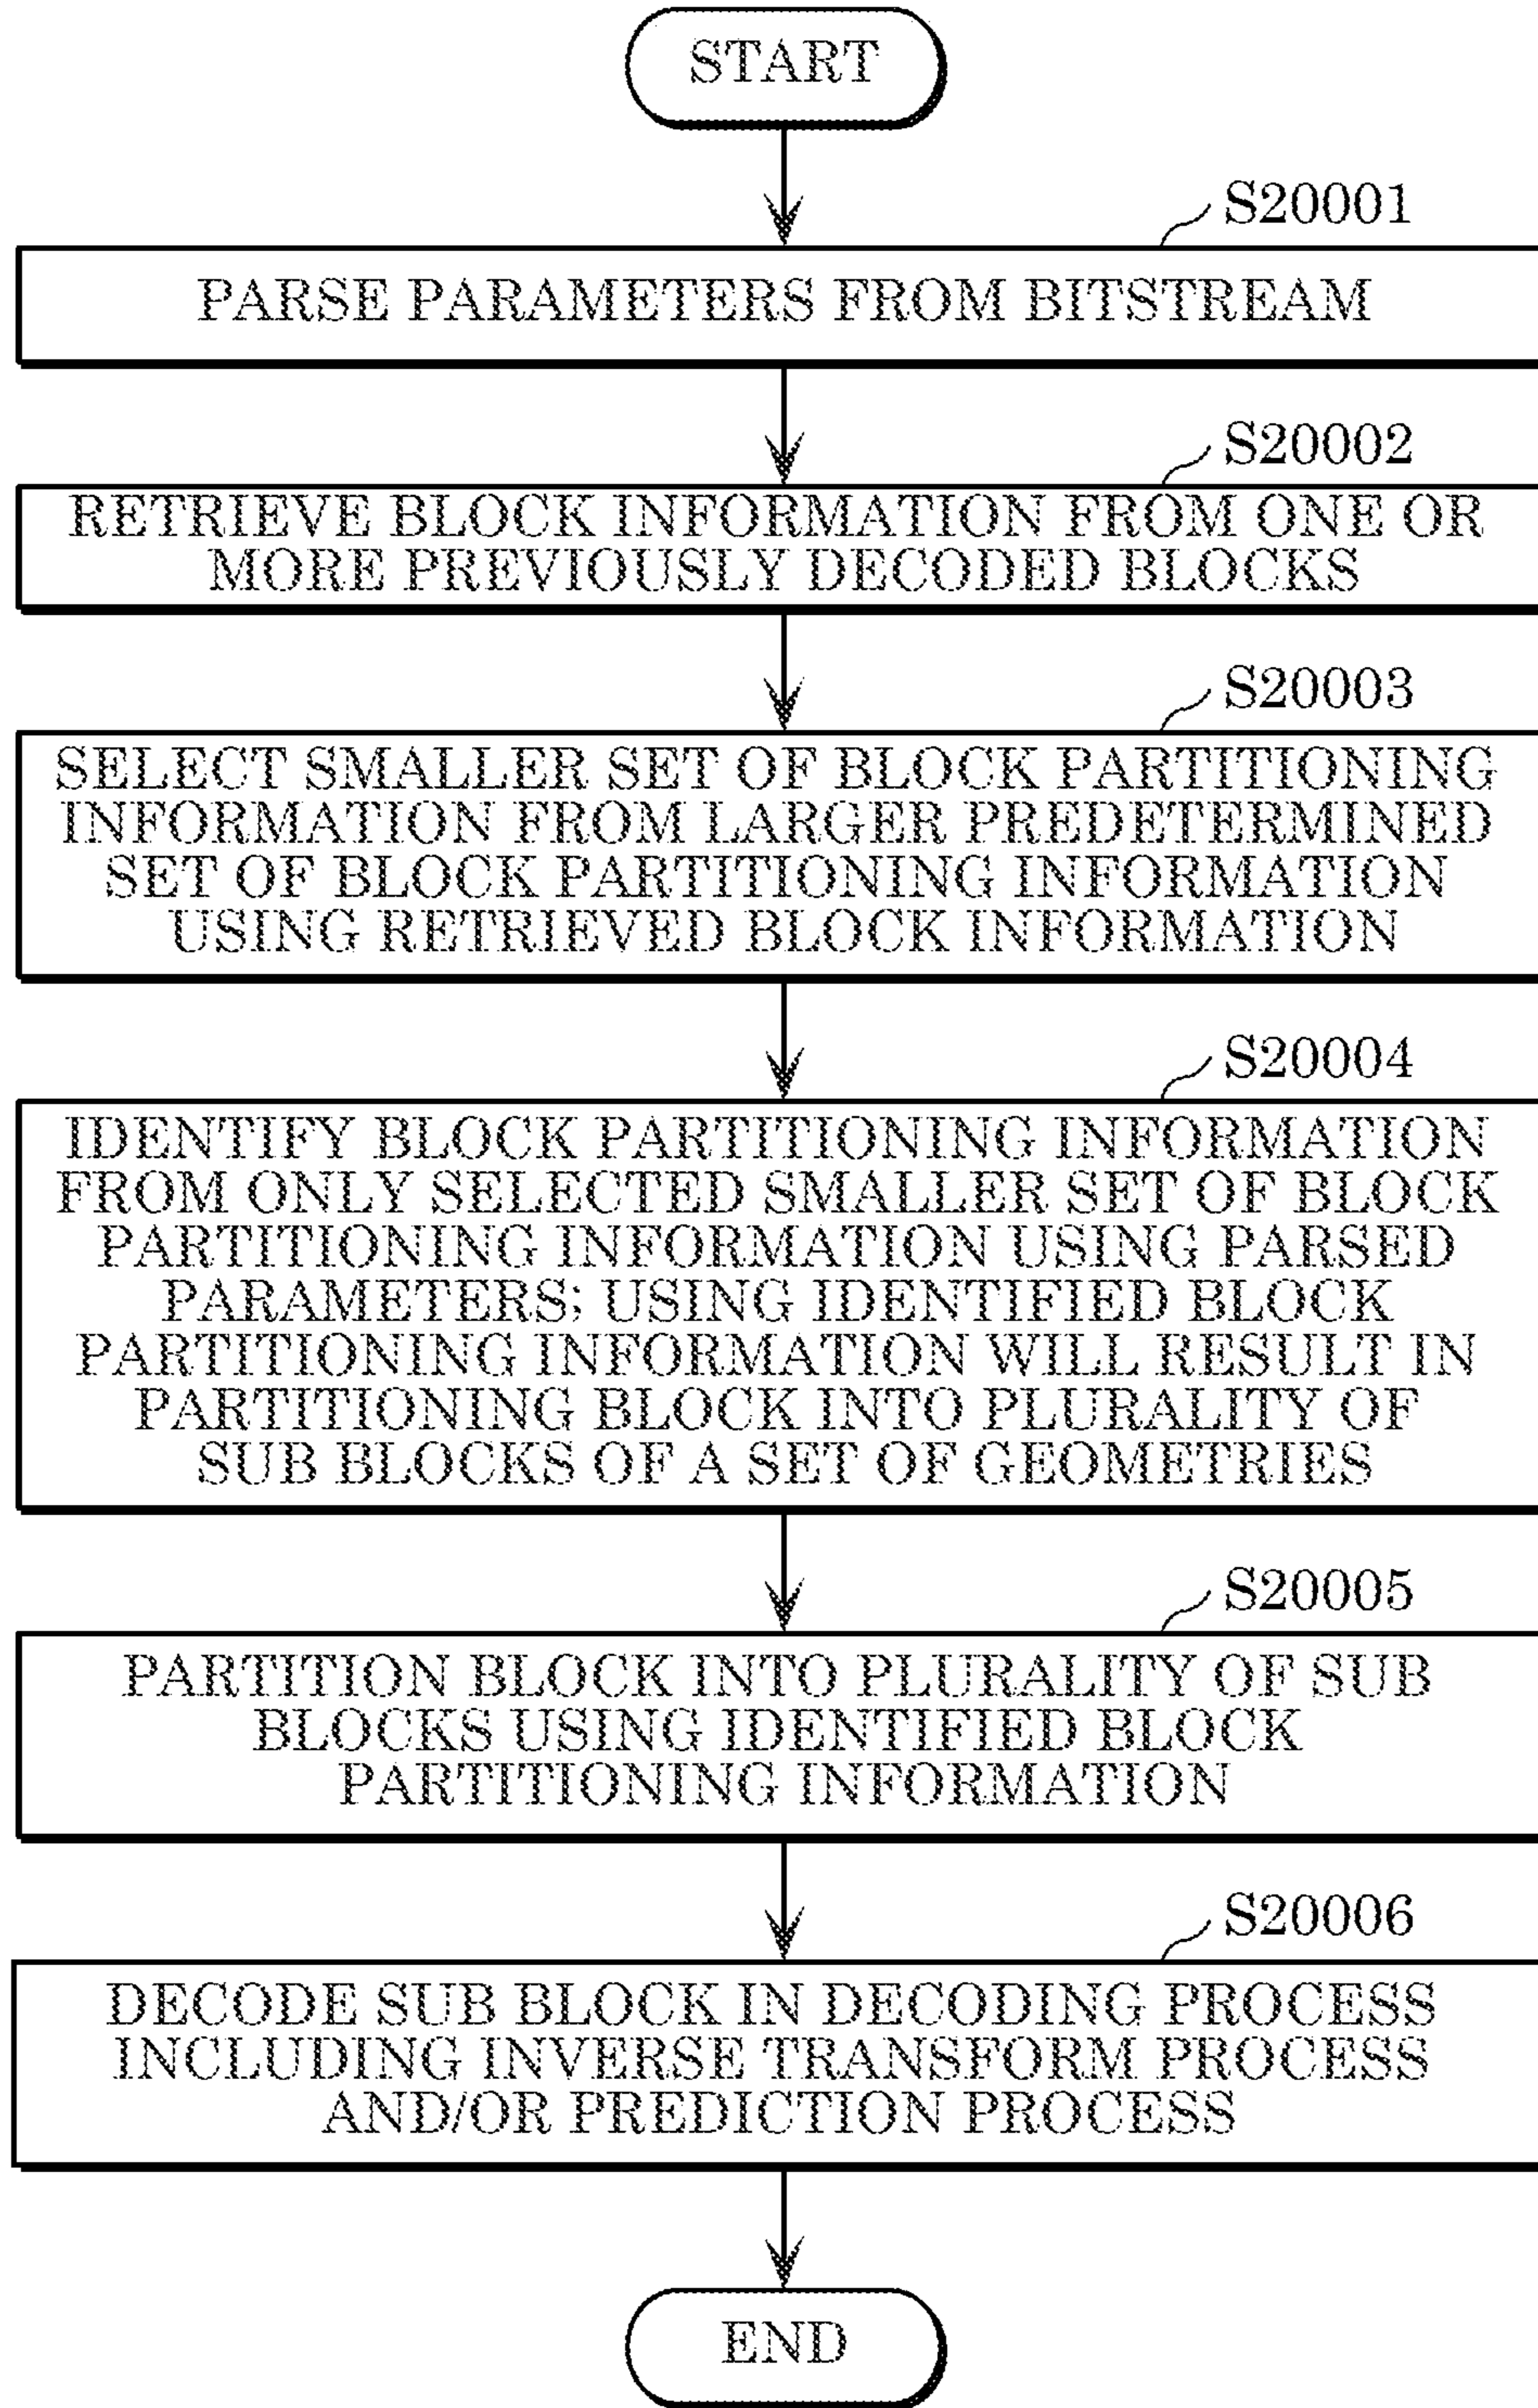 START
S20001
PARSE PARAMETERS FROM BITSTREAM
S20002
RETRIEVE BLOCK INFORMATION FROM ONE OR
MORE PREVIOUSLY DECODED BLOCKS
S20003
SELECT SMALLER SET OF BLOCK PARTITIONING
INFORMATION FROM LARGER PREDETERMINED
SET OF BLOCK PARTITIONING INFORMATION
USING RETRIEVED BLOCK INFORMATION
S20004
IDENTIFY BLOCK PARTITIONING INFORMATION
FROM ONLY SELECTED SMALLER SET OF BLOCK
PARTITIONING INFORMATION USING PARSED
PARAMETERS; USING IDENTIFIED BLOCK
PARTITIONING INFORMATION WILL RESULT IN
PARTITIONING BLOCK INTO PLURALITY OF
SUB BLOCKS OF A SET OF GEOMETRIES
S20005
PARTITION BLOCK INTO PLURALITY OF SUB
BLOCKS USING IDENTIFIED BLOCK
PARTITIONING INFORMATION
S20006
DECODE SUB BLOCK IN DECODING PROCESS
INCLUDING INVERSE TRANSFORM PROCESS
AND/OR PREDICTION PROCESS
END